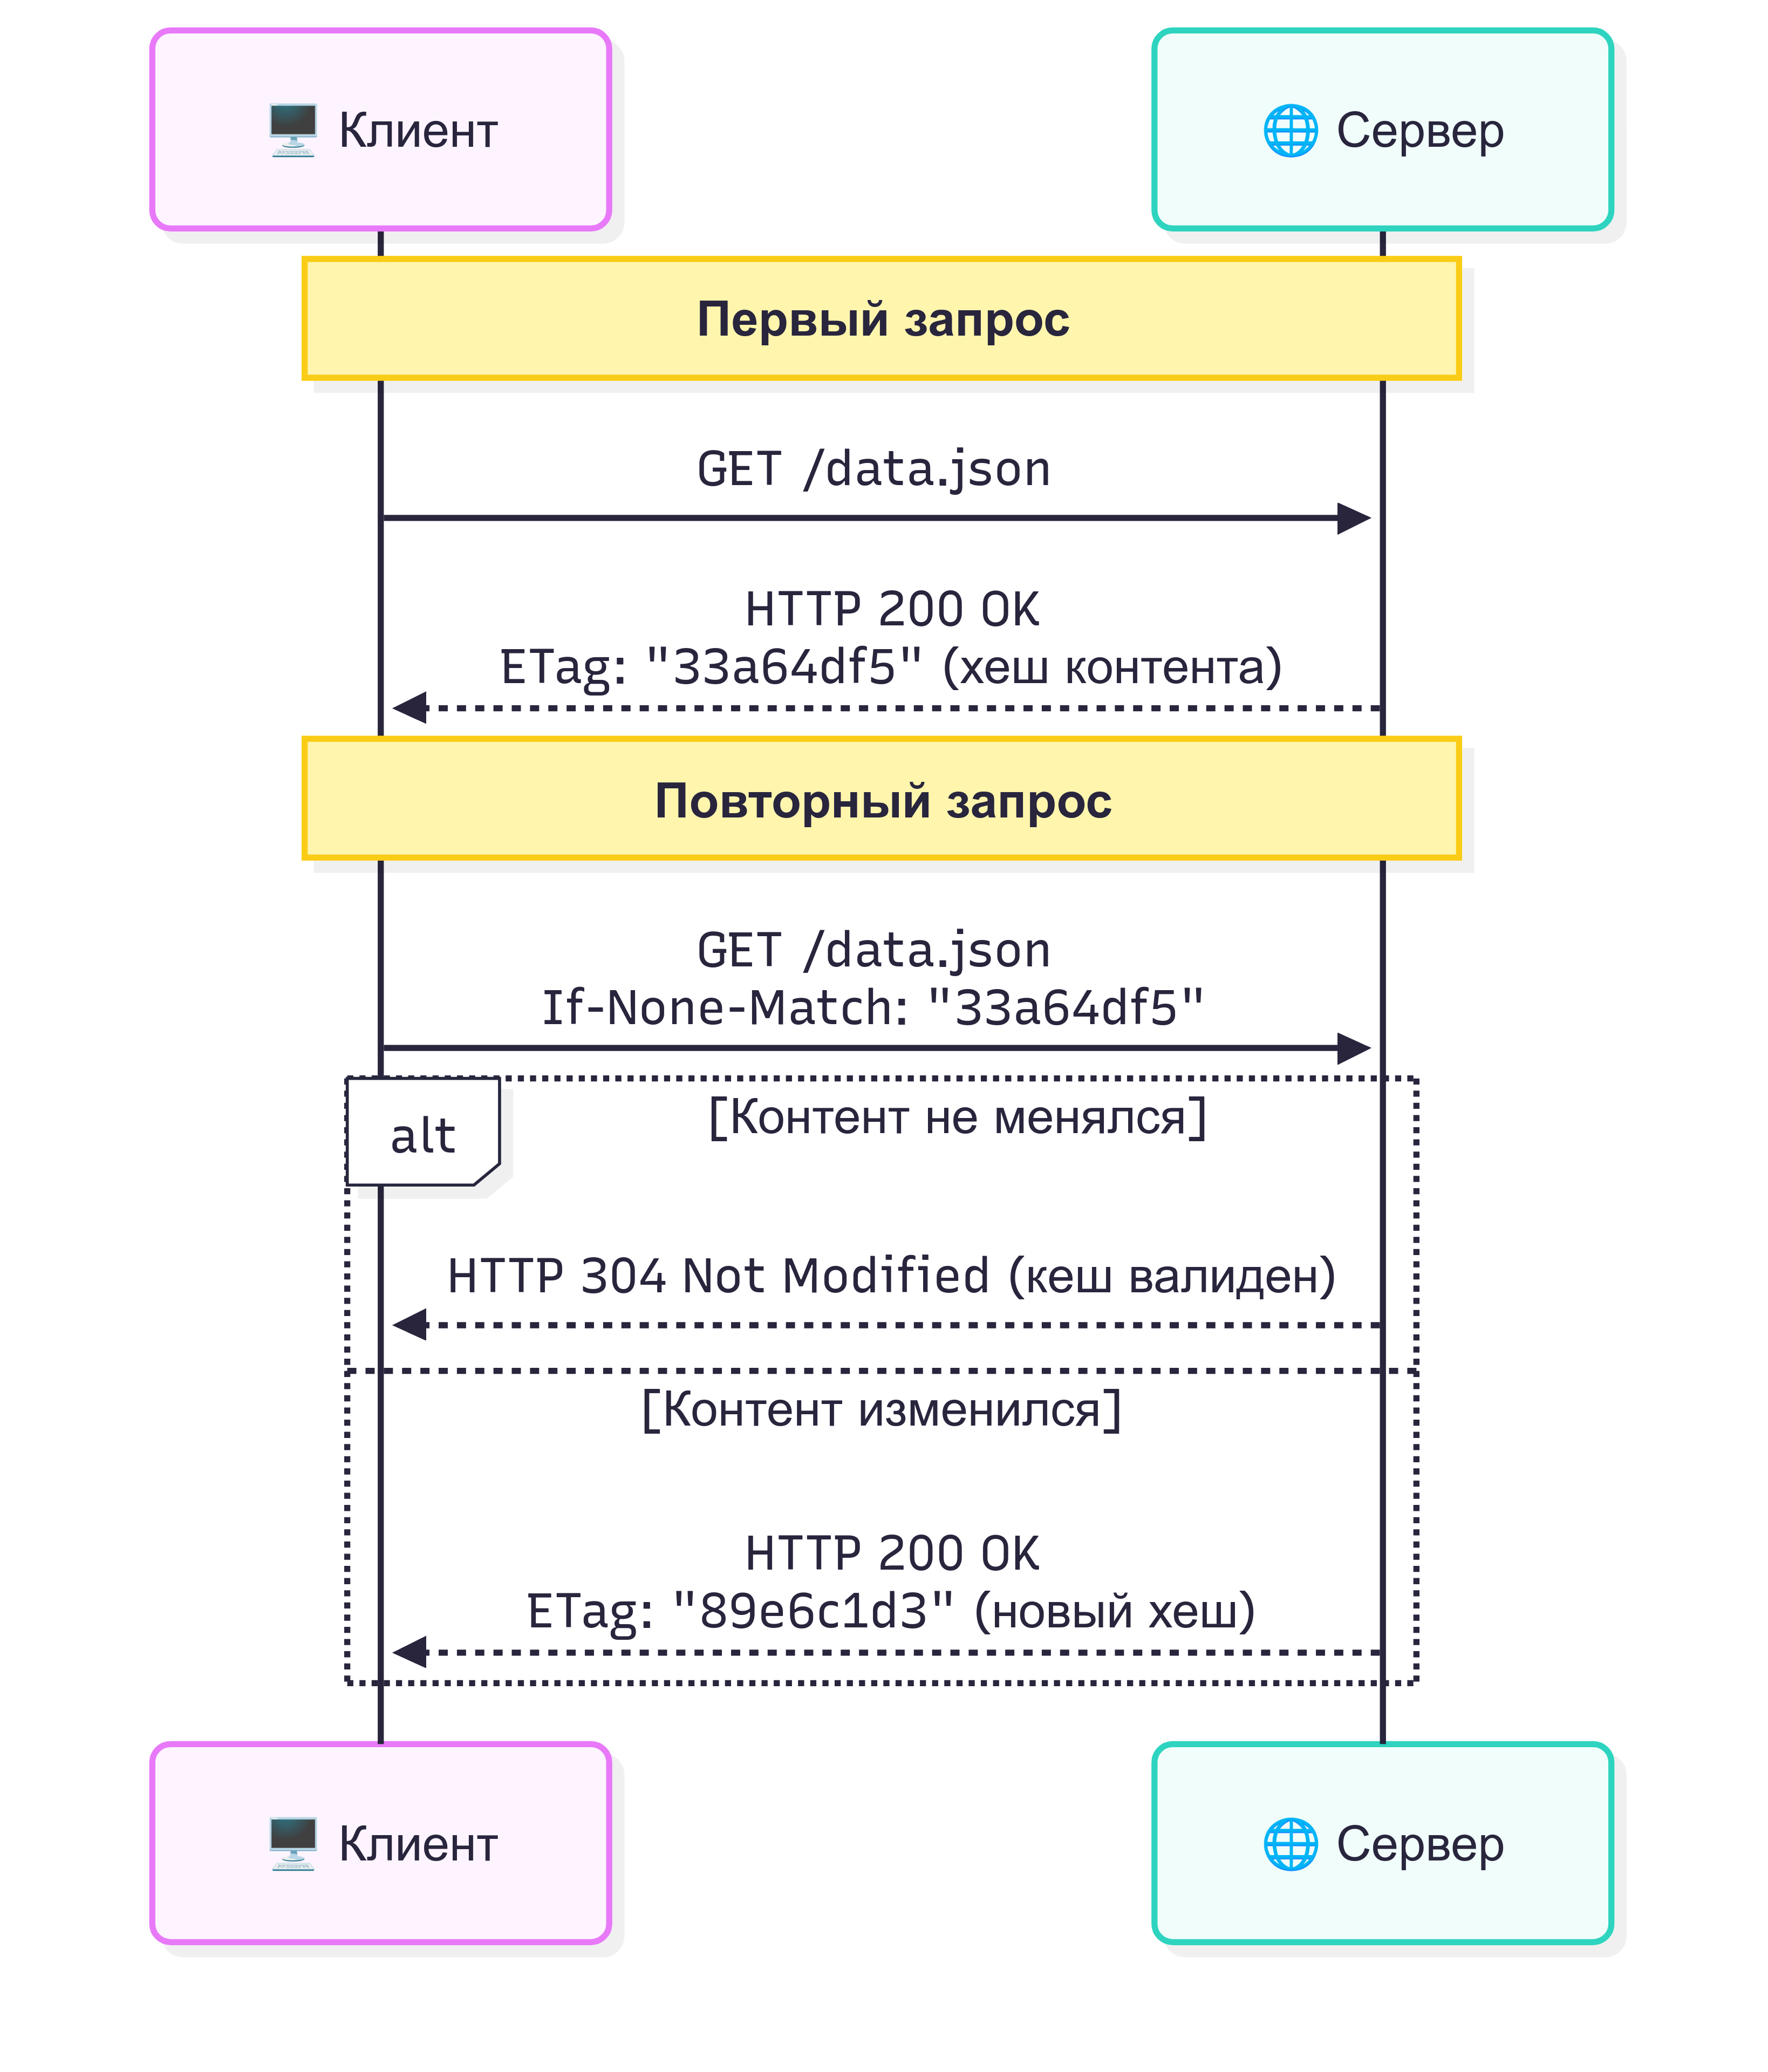 🖥️ Клиент
🌐 Сервер
Первый запрос
GET /data.json
HTTP 200 OK
ETag: "33a64df5" (хеш контента)
Повторный запрос
GET /data.json
If-None-Match: "33a64df5"
alt
[Контент не менялся]
HTTP 304 Not Modified (кеш валиден)
[Контент изменился]
HTTP 200 OK
ETag: "89e6c1d3" (новый хеш)
🖥️ Клиент
🌐 Сервер